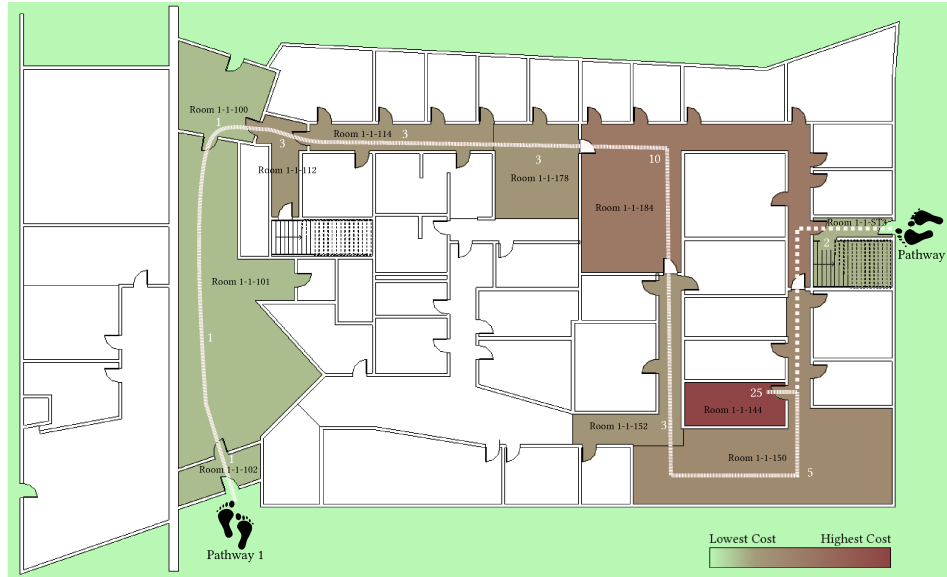 Room 1-1-100
1
Room 1-1-114
3
3
3
10
Room 1-1-112
Room 1-1-178
Room 1-1-184
Room 1-1-ST3
2
Pathway
Room 1-1-101
1
25
Room 1-1-144
Room 1-1-152
3
Room 1-1-150
5
1
Room 1-1-102
Pathway 1
Lowest Cost Highest Cost